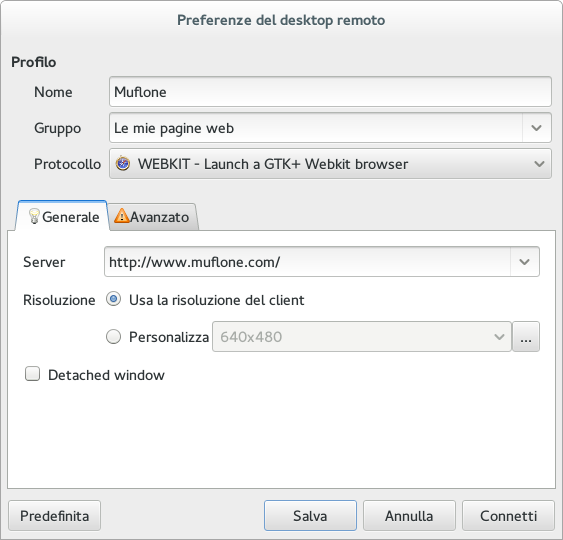 Preferenze del desktop remoto
Profilo
Nome Muflone
Gruppo Le mie pagine web
Protocollo WEBKIT - Launch a GTK+ Webkit browser
Generale Avanzato
Server http://www.muflone.com/
Risoluzione Usa la risoluzione del client
Personalizza 640x480 ...
Detached window
Predefinita Salva Annulla Connetti